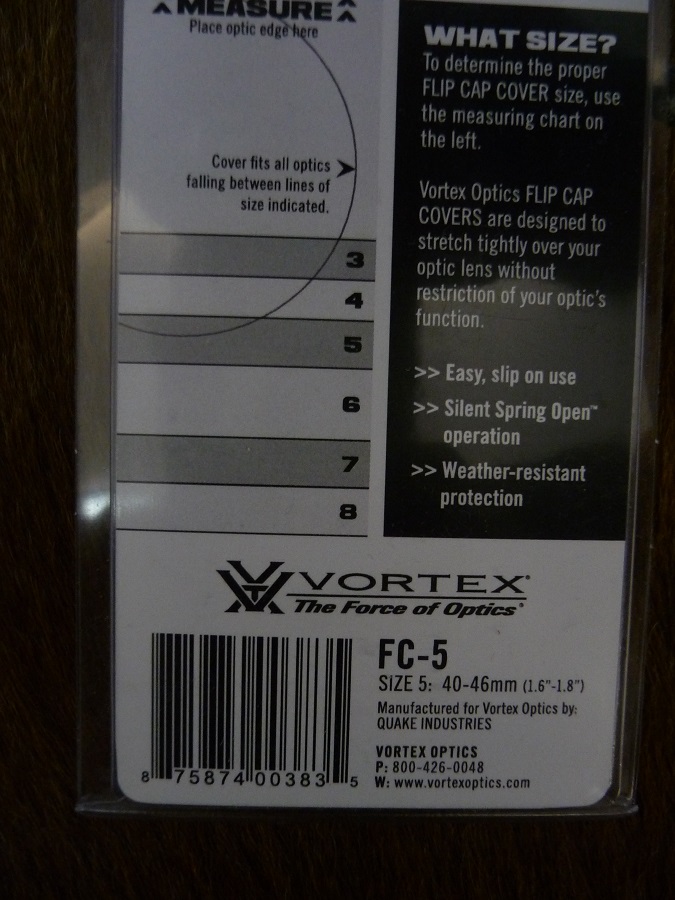 MEASURE
Place optic edge here
Cover fits all optics
falling between lines of
size indicated.
3
4
5
6
7
8
WHAT SIZE?
To determine the proper
FLIP CAP COVER size, use
the measuring chart on
the left.
Vortex Optics FLIP CAP
COVERS are designed to
stretch tightly over your
optic lens without
restriction of your optic's
function.
>> Easy, slip on use
>> Silent Spring Open™
operation
>> Weather-resistant
protection
VORTEX®
The Force of Optics®
FC-5
SIZE 5: 40-46mm (1.6"-1.8")
Manufactured for Vortex Optics by:
QUAKE INDUSTRIES
VORTEX OPTICS
P: 800-426-0048
W: www.vortexoptics.com
8 75874 00383 5